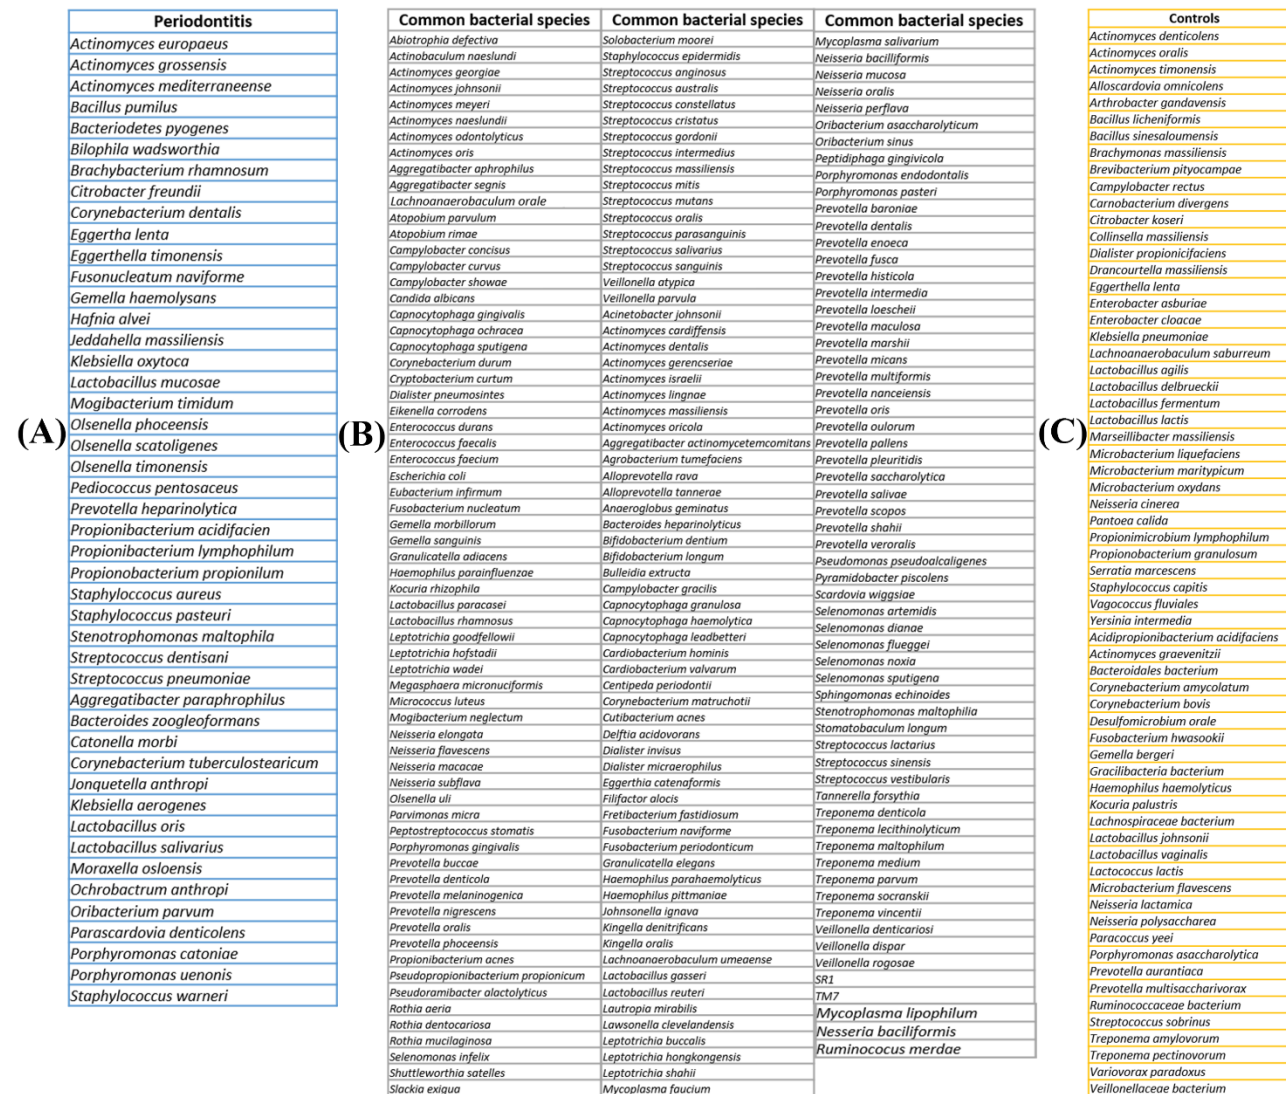 (A)
Periodontitis
Actinomyces europaeus
Actinomyces grossensis
Actinomyces mediterraneense
Bacillus pumilus
Bacteriodetes pyogenes
Bilophila wadsworthia
Brachybacterium rhamnosum
Citrobacter freundii
Corynebacterium dentalis
Eggertha lenta
Eggerthella timonensis
Fusonucleatum naviforme
Gemella haemolysans
Hafnia alvei
Jeddahella massiliensis
Klebsiella oxytoca
Lactobacillus mucosae
Mogibacterium timidum
Olsenella phoceensis
Olsenella scatoligenes
Olsenella timonensis
Pediococcus pentosaceus
Prevotella heparinolytica
Propionibacterium acidifacien
Propionibacterium lymphophilum
Propionobacterium propionilum
Staphyloccocus aureus
Staphylococcus pasteuri
Stenotrophomonas maltophila
Streptococcus dentisani
Streptococcus pneumoniae
Aggregatibacter paraphrophilus
Bacteroides zoogleoformans
Catonella morbi
Corynebacterium tuberculostearicum
Jonquetella anthropi
Klebsiella aerogenes
Lactobacillus oris
Lactobacillus salivarius
Moraxella osloensis
Ochrobactrum anthropi
Oribacterium parvum
Parascardovia denticolens
Porphyromonas catoniae
Porphyromonas uenonis
Staphylococcus warneri
(B)
Common bacterial species
Abiotrophia defectiva
Actinobaculum naeslundi
Actinomyces georgiae
Actinomyces johnsonii
Actinomyces meyeri
Actinomyces naeslundii
Actinomyces odontolyticus
Actinomyces oris
Aggregatibacter aphrophilus
Aggregatibacter segnis
Lachnoanaerobaculum orale
Atopobium parvulum
Atopobium rimae
Campylobacter concisus
Campylobacter curvus
Campylobacter showae
Candida albicans
Capnocytophaga gingivalis
Capnocytophaga ochracea
Capnocytophaga sputigena
Corynebacterium durum
Cryptobacterium curtum
Dialister pneumosintes
Eikenella corrodens
Enterococcus durans
Enterococcus faecalis
Enterococcus faecium
Escherichia coli
Eubacterium infirmum
Fusobacterium nucleatum
Gemella morbillorum
Gemella sanguinis
Granulicatella adiacens
Haemophilus parainfluenzae
Kocuria rhizophila
Lactobacillus paracasei
Lactobacillus rhamnosus
Leptotrichia goodfellowii
Leptotrichia hofstadii
Leptotrichia wadei
Megasphaera micronuciformis
Micrococcus luteus
Mogibacterium neglectum
Neisseria elongata
Neisseria flavescens
Neisseria macacae
Neisseria subflava
Olsenella uli
Parvimonas micra
Peptostreptococcus stomatis
Porphyromonas gingivalis
Prevotella buccae
Prevotella denticola
Prevotella melaninogenica
Prevotella nigrescens
Prevotella oralis
Prevotella phoceensis
Propionibacterium acnes
Pseudopropionibacterium propionicum
Pseudoramibacter alactolyticus
Rothia aeria
Rothia dentocariosa
Rothia mucilaginosa
Selenomonas infelix
Shuttleworthia satelles
Slackia exigua
Common bacterial species
Solobacterium moorei
Staphylococcus epidermidis
Streptococcus anginosus
Streptococcus australis
Streptococcus constellatus
Streptococcus cristatus
Streptococcus gordonii
Streptococcus intermedius
Streptococcus massiliensis
Streptococcus mitis
Streptococcus mutans
Streptococcus oralis
Streptococcus parasanguinis
Streptococcus salivarius
Streptococcus sanguinis
Veillonella atypica
Veillonella parvula
Acinetobacter johnsonii
Actinomyces cardiffensis
Actinomyces dentalis
Actinomyces gerencseriae
Actinomyces israelii
Actinomyces lingnae
Actinomyces massiliensis
Actinomyces oricola
Aggregatibacter actinomycetemcomitans
Agrobacterium tumefaciens
Alloprevotella rava
Alloprevotella tannerae
Anaeroglobus geminatus
Bacteroides heparinolyticus
Bifidobacterium dentium
Bifidobacterium longum
Bulleidia extructa
Campylobacter gracilis
Capnocytophaga granulosa
Capnocytophaga haemolytica
Capnocytophaga leadbetteri
Cardiobacterium hominis
Cardiobacterium valvarum
Centipeda periodontii
Corynebacterium matruchotii
Cutibacterium acnes
Delftia acidovorans
Dialister invisus
Dialister micraerophilus
Eggerthia catenaformis
Filifactor alocis
Fretibacterium fastidiosum
Fusobacterium naviforme
Fusobacterium periodonticum
Granulicatella elegans
Haemophilus parahaemolyticus
Haemophilus pittmaniae
Johnsonella ignava
Kingella denitrificans
Kingella oralis
Lachnoanaerobaculum umeaense
Lactobacillus gasseri
Lactobacillus reuteri
Lautropia mirabilis
Lawsonella clevelandensis
Leptotrichia buccalis
Leptotrichia hongkongensis
Leptotrichia shahii
Mycoplasma faucium
Common bacterial species
Mycoplasma salivarium
Neisseria bacilliformis
Neisseria mucosa
Neisseria oralis
Neisseria perflava
Oribacterium asaccharolyticum
Oribacterium sinus
Peptidiphaga gingivicola
Porphyromonas endodontalis
Porphyromonas pasteri
Prevotella baroniae
Prevotella dentalis
Prevotella enoeca
Prevotella fusca
Prevotella histicola
Prevotella intermedia
Prevotella loescheii
Prevotella maculosa
Prevotella marshii
Prevotella micans
Prevotella multiformis
Prevotella nanceiensis
Prevotella oris
Prevotella oulorum
Prevotella pallens
Prevotella pleuritidis
Prevotella saccharolytica
Prevotella salivae
Prevotella scopos
Prevotella shahii
Prevotella veroralis
Pseudomonas pseudoalcaligenes
Pyramidobacter piscolens
Scardovia wiggsiae
Selenomonas artemidis
Selenomonas dianae
Selenomonas flueggei
Selenomonas noxia
Selenomonas sputigena
Sphingomonas echinoides
Stenotrophomonas maltophilia
Stomatobaculum longum
Streptococcus lactarius
Streptococcus sinensis
Streptococcus vestibularis
Tannerella forsythia
Treponema denticola
Treponema lecithinolyticum
Treponema maltophilum
Treponema medium
Treponema parvum
Treponema socranskii
Treponema vincentii
Veillonella denticariosi
Veillonella dispar
Veillonella rogosae
SR1
TM7
Mycoplasma lipophilum
Nesseria baciliformis
Ruminococus merdae
(C)
Controls
Actinomyces denticolens
Actinomyces oralis
Actinomyces timonensis
Alloscardovia omnicolens
Arthrobacter gandavensis
Bacillus licheniformis
Bacillus sinesaloumensis
Brachymonas massiliensis
Brevibacterium pityocampae
Campylobacter rectus
Carnobacterium divergens
Citrobacter koseri
Collinsella massiliensis
Dialister propionicifaciens
Drancourtella massiliensis
Eggerthella lenta
Enterobacter asburiae
Enterobacter cloacae
Klebsiella pneumoniae
Lachnoanaerobaculum saburreum
Lactobacillus agilis
Lactobacillus delbrueckii
Lactobacillus fermentum
Lactobacillus lactis
Marseillibacter massiliensis
Microbacterium liquefaciens
Microbacterium maritypicum
Microbacterium oxydans
Neisseria cinerea
Pantoea calida
Propionimicrobium lymphophilum
Propionobacterium granulosum
Serratia marcescens
Staphylococcus capitis
Vagococcus fluviales
Yersinia intermedia
Acidipropionibacterium acidifaciens
Actinomyces graevenitzii
Bacteroidales bacterium
Corynebacterium amycolatum
Corynebacterium bovis
Desulfomicrobium orale
Fusobacterium hwasookii
Gemella bergeri
Gracilibacteria bacterium
Haemophilus haemolyticus
Kocuria palustris
Lachnospiraceae bacterium
Lactobacillus johnsonii
Lactobacillus vaginalis
Lactococcus lactis
Microbacterium flavescens
Neisseria lactamica
Neisseria polysaccharea
Paracoccus yeei
Porphyromonas asaccharolytica
Prevotella aurantiaca
Prevotella multisaccharivorax
Ruminococcaceae bacterium
Streptococcus sobrinus
Treponema amylovorum
Treponema pectinovorum
Variovorax paradoxus
Veillonellaceae bacterium